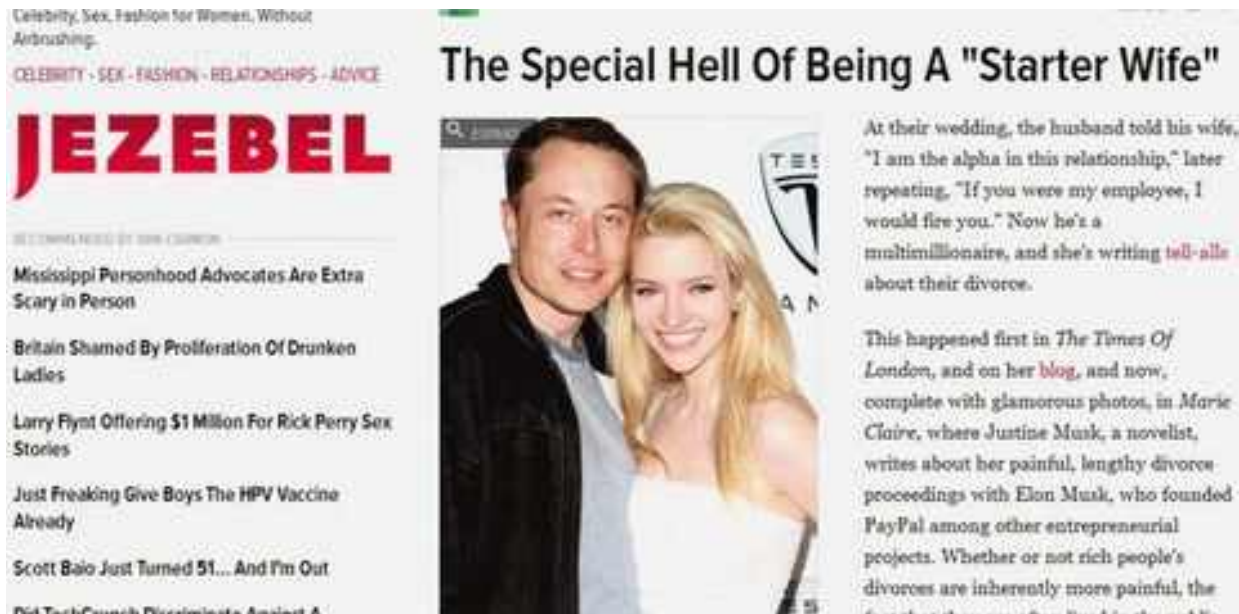 Celebrity, Sex, Fashion for Women. Without
Airbrushing.
CELEBRITY - SEX - FASHION - RELATIONSHIPS - ADVICE
JEZEBEL
RECOMMENDED BY
Mississippi Personhood Advocates Are Extra
Scary in Person
Britain Shamed By Proliferation Of Drunken
Ladies
Larry Flynt Offering $1 Million For Rick Perry Sex
Stories
Just Freaking Give Boys The HPV Vaccine
Already
Scott Baio Just Turned 51... And I'm Out
Did TechCrunch Discriminate Against A
The Special Hell Of Being A "Starter Wife"
TES
T
A N
At their wedding, the husband told his wife,
"I am the alpha in this relationship," later
repeating, "If you were my employee, I
would fire you." Now he's a
multimillionaire, and she's writing tell-alls
about their divorce.
This happened first in The Times Of
London, and on her blog, and now,
complete with glamorous photos, in Marie
Claire, where Justine Musk, a novelist,
writes about her painful, lengthy divorce
proceedings with Elon Musk, who founded
PayPal among other entrepreneurial
projects. Whether or not rich people's
divorces are inherently more painful, the